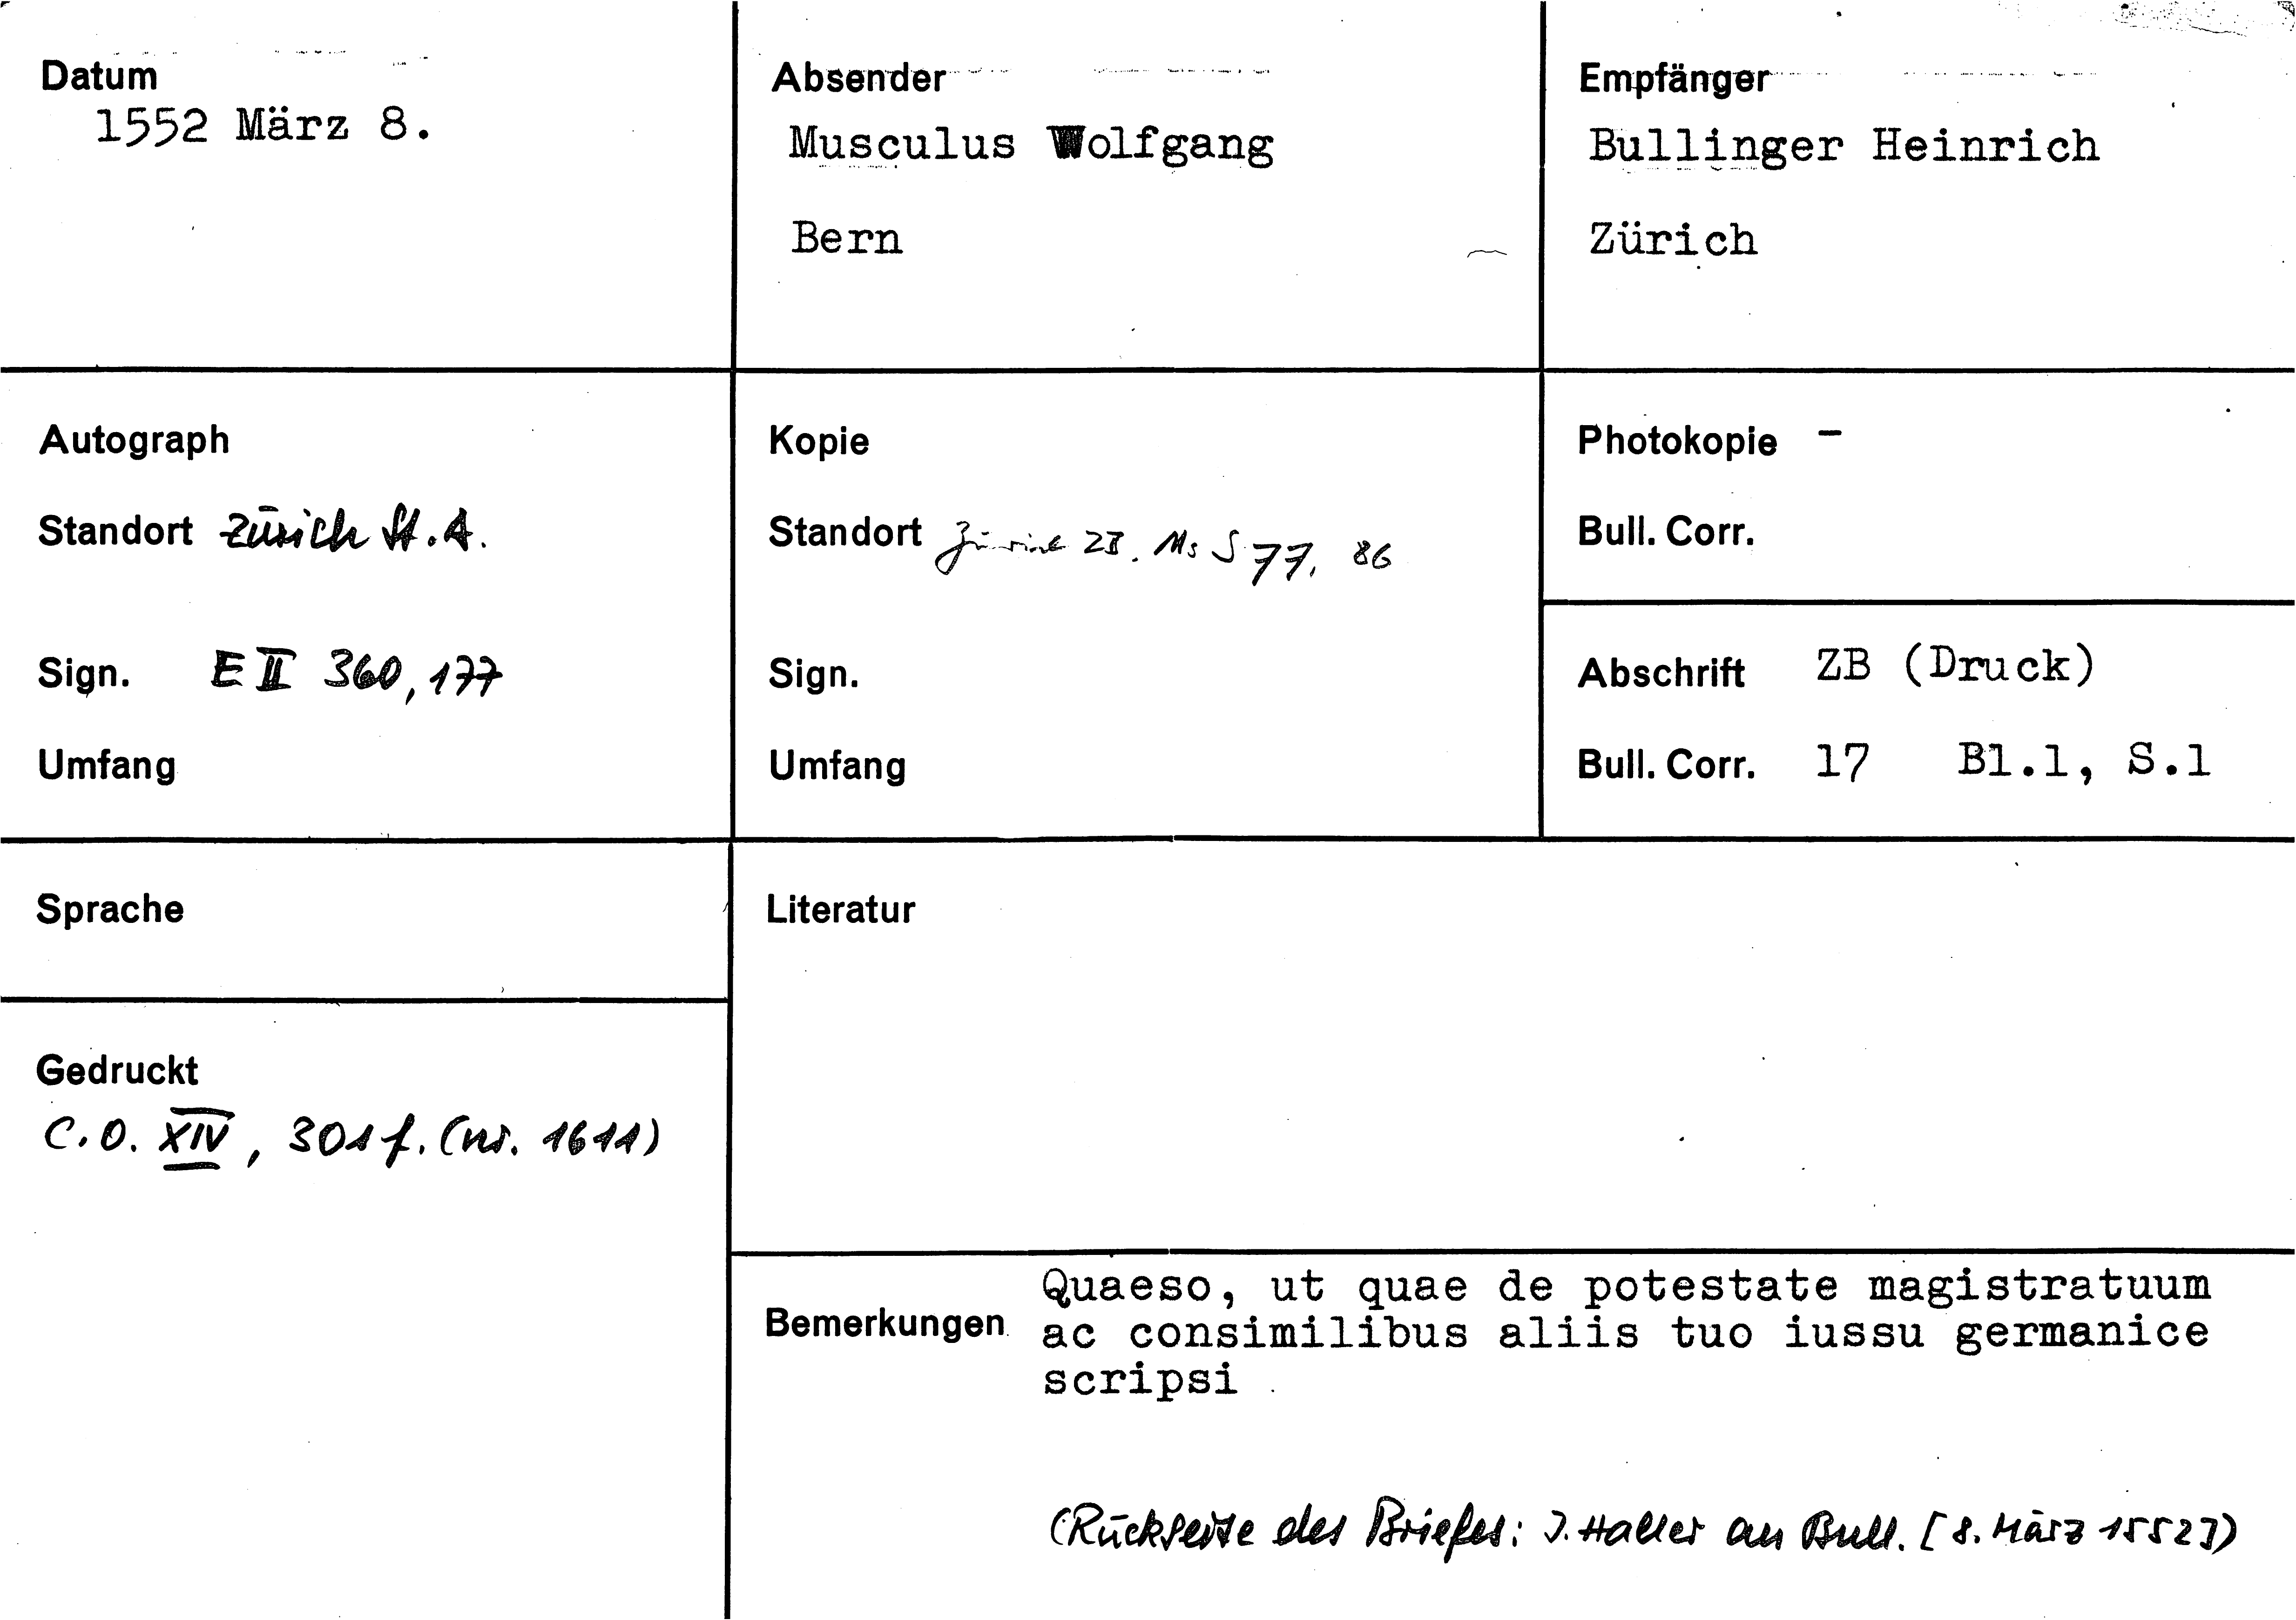 Datum
1552 März 8.
Absender
Musculus Wolfgang
Bern
Empfänger
Bullinger Heinrich
Zürich
Autograph
Standort Zürich St.A.
Sign. E II 360, 177
Umfang
Kopie
Standort Zürich ZB. Ms S 77, 86
Sign.
Umfang
Photokopie -
Bull. Corr.
Abschrift ZB (Druck)
Bull. Corr. 17 Bl.1, S.1
Sprache
Literatur
Gedruckt
C.O. XIV, 301f. (nr. 1611)
Bemerkungen
Quaeso, ut quae de potestate magistratuum
ac consimilibus aliis tuo iussu germanice
scripsi
(Rückseite des Briefes: J. Haller an Bull. [8. März 1552])